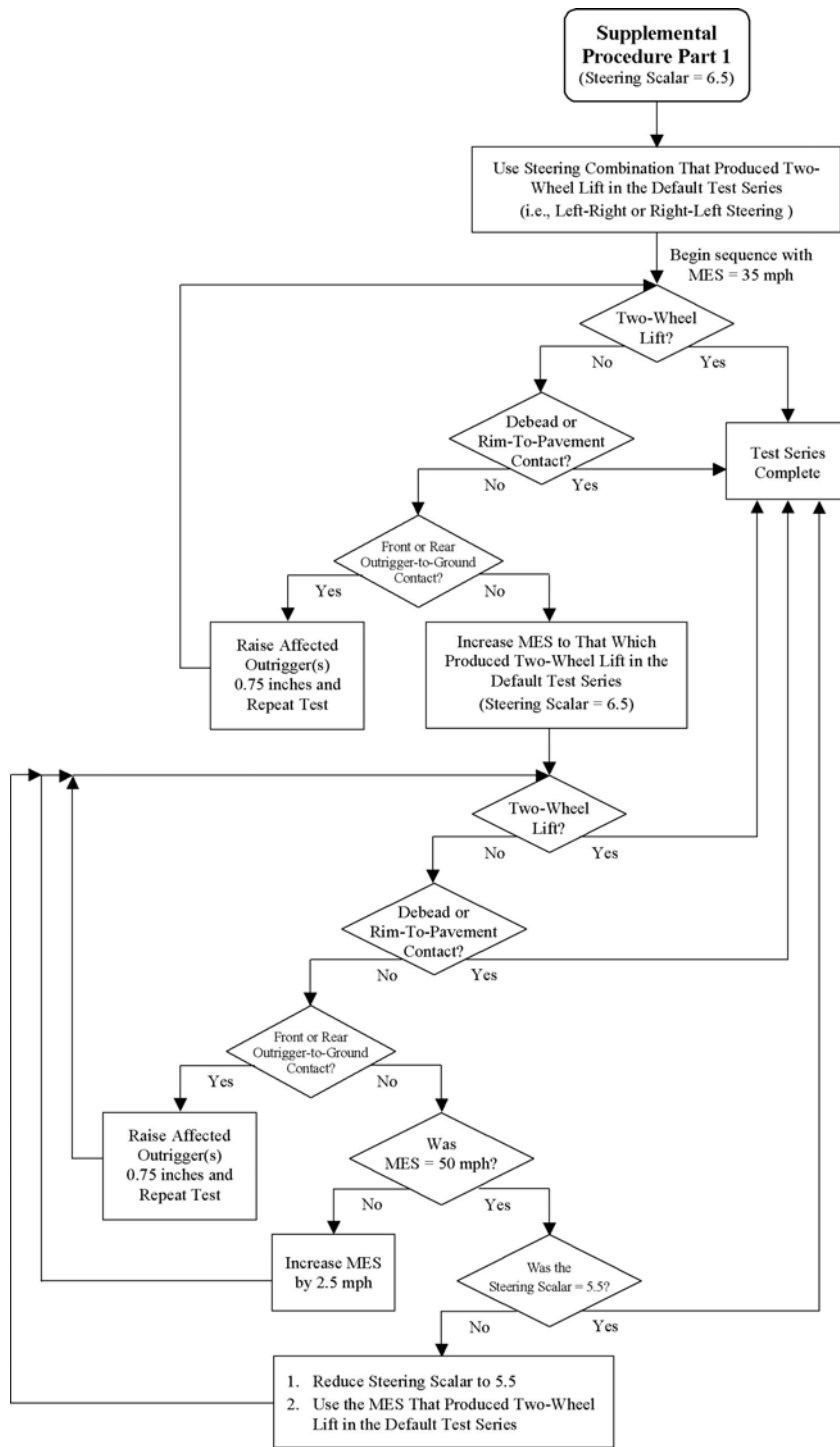 Supplemental
Procedure Part 1
(Steering Scalar = 6.5)
Use Steering Combination That Produced Two-
Wheel Lift in the Default Test Series
(i.e., Left-Right or Right-Left Steering )
Begin sequence with
MES = 35 mph
Two-Wheel
Lift?
No
Yes
Debead or
Rim-To-Pavement
Contact?
Test Series
Complete
No
Yes
Front or Rear
Outrigger-to-Ground
Contact?
Yes
No
Raise Affected
Outrigger(s)
0.75 inches and
Repeat Test
Increase MES to That Which
Produced Two-Wheel Lift in the
Default Test Series
(Steering Scalar = 6.5)
Two-Wheel
Lift?
No
Yes
Debead or
Rim-To-Pavement
Contact?
No
Yes
Front or Rear
Outrigger-to-Ground
Contact?
Yes
No
Raise Affected
Outrigger(s)
0.75 inches and
Repeat Test
Was
MES = 50 mph?
No
Yes
Increase MES
by 2.5 mph
Was the
Steering Scalar = 5.5?
No
Yes
1. Reduce Steering Scalar to 5.5
2. Use the MES That Produced Two-Wheel
Lift in the Default Test Series